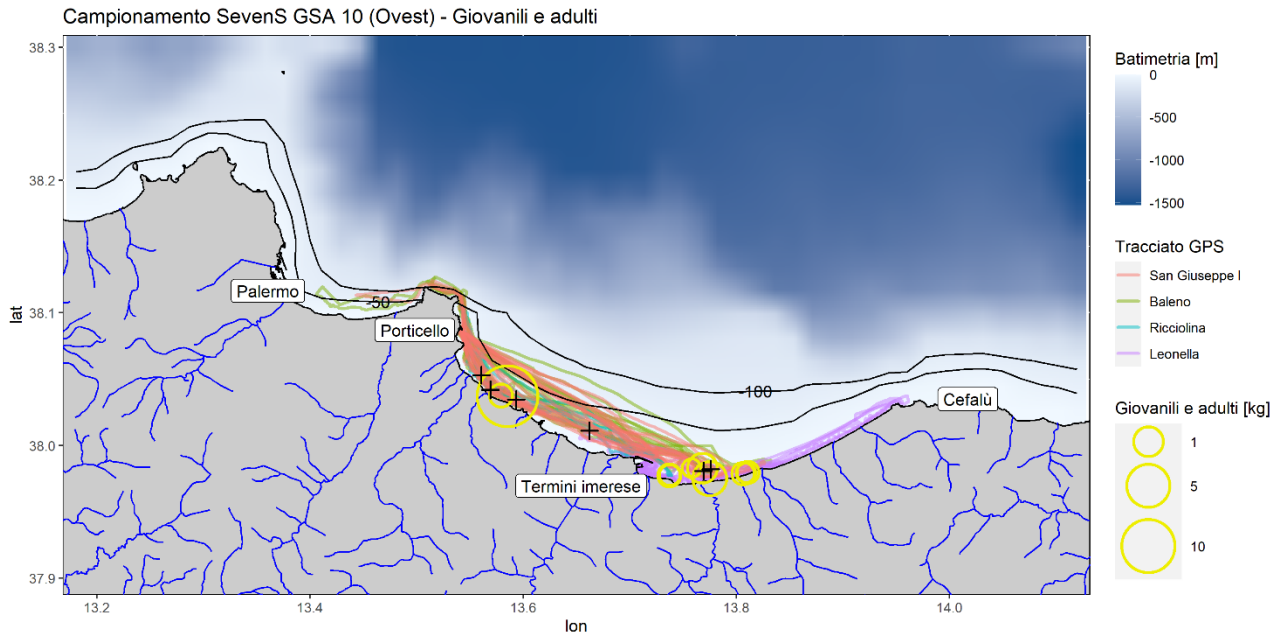 Campionamento SevenS GSA 10 (Ovest) - Giovanili e adulti
38.3
38.2
38.1
38.0
37.9
lat
13.2
13.4
13.6
13.8
14.0
lon
Palermo
-50
Porticello
-100
Cefalù
Termini imerese
Batimetria [m]
0
-500
-1000
-1500
Tracciato GPS
San Giuseppe I
Baleno
Ricciolina
Leonella
Giovanili e adulti [kg]
1
5
10